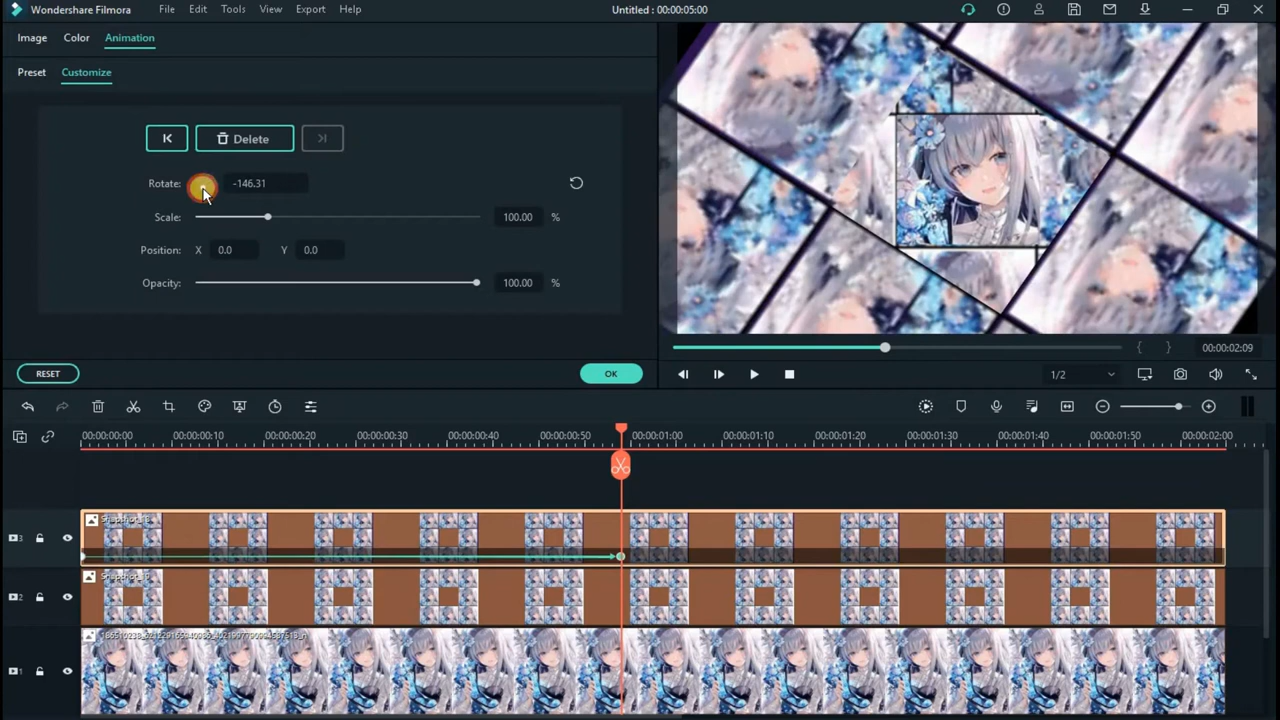 Wondershare Filmora File Edit Tools View Export Help Untitled : 00:00:05:00
Image Color Animation
Preset Customize
Delete
Rotate: -146.31
Scale: 100.00 %
Position: X 0.0 Y 0.0
Opacity: 100.00 %
00:00:02:09
RESET OK
1/2
00:00:00:00 00:00:00:10 00:00:00:20 00:00:00:30 00:00:00:40 00:00:00:50 00:00:01:00 00:00:01:10 00:00:01:20 00:00:01:30 00:00:01:40 00:00:01:50 00:00:02:00
3
2
1